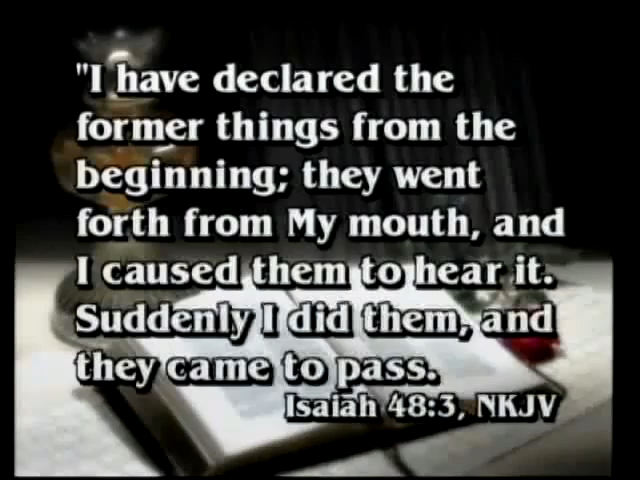 "I have declared the
former things from the
beginning; they went
forth from My mouth, and
I caused them to hear it.
Suddenly I did them, and
they came to pass.
Isaiah 48:3, NKJV